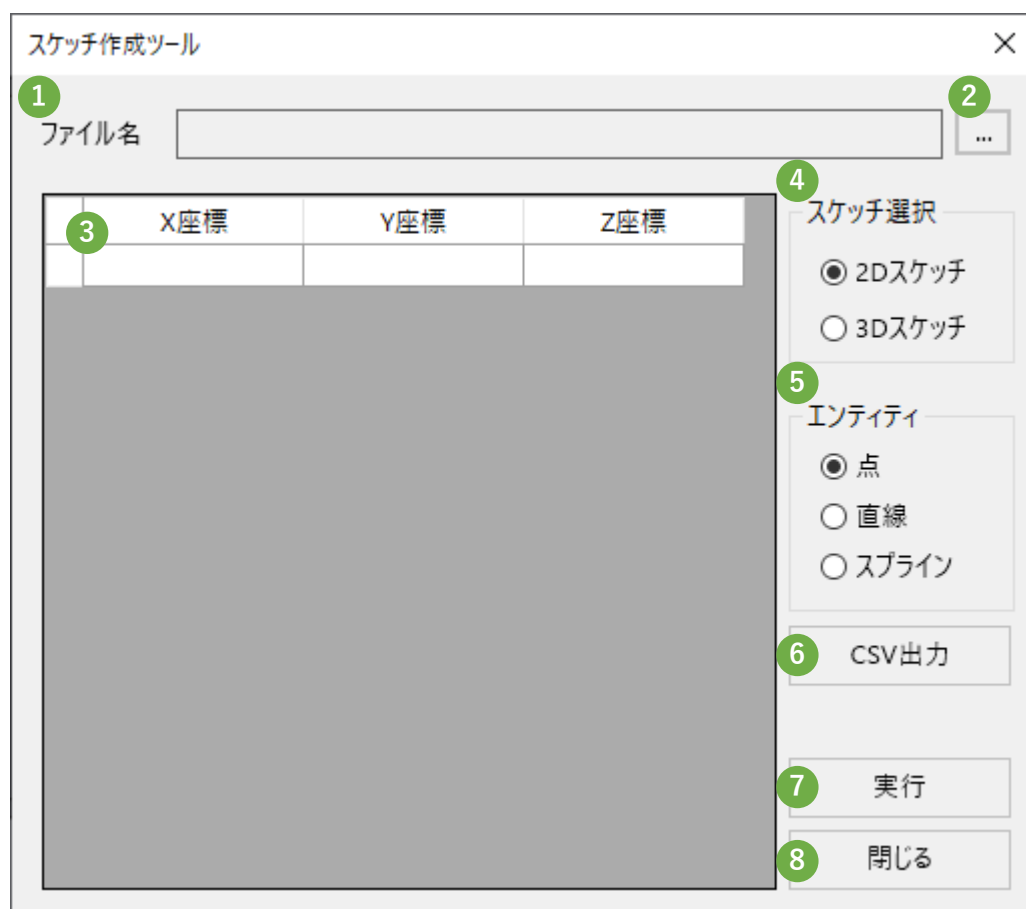 スケッチ作成ツール
1
2
ファイル名
...
3
X座標 Y座標 Z座標
4
スケッチ選択
2Dスケッチ
3Dスケッチ
5
エンティティ
点
直線
スプライン
6 CSV出力
7 実行
8 閉じる